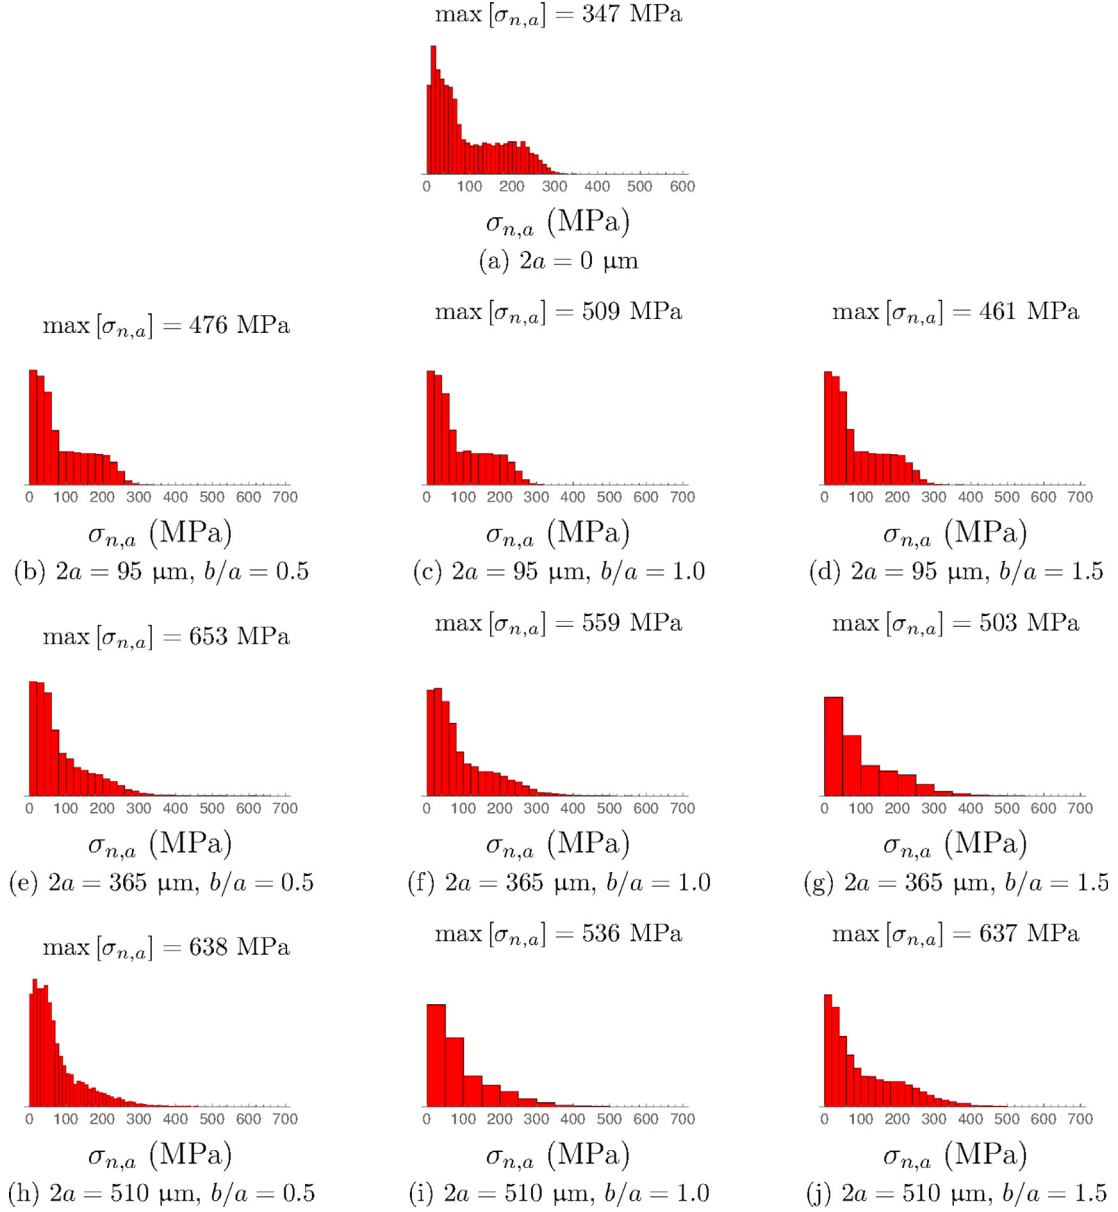 max [σn,a] = 347 MPa
0 100 200 300 400 500 600
σn,a (MPa)
(a) 2a = 0 µm
max [σn,a] = 476 MPa
0 100 200 300 400 500 600 700
σn,a (MPa)
(b) 2a = 95 µm, b/a = 0.5
max [σn,a] = 509 MPa
0 100 200 300 400 500 600 700
σn,a (MPa)
(c) 2a = 95 µm, b/a = 1.0
max [σn,a] = 461 MPa
0 100 200 300 400 500 600 700
σn,a (MPa)
(d) 2a = 95 µm, b/a = 1.5
max [σn,a] = 653 MPa
0 100 200 300 400 500 600 700
σn,a (MPa)
(e) 2a = 365 µm, b/a = 0.5
max [σn,a] = 559 MPa
0 100 200 300 400 500 600 700
σn,a (MPa)
(f) 2a = 365 µm, b/a = 1.0
max [σn,a] = 503 MPa
0 100 200 300 400 500 600 700
σn,a (MPa)
(g) 2a = 365 µm, b/a = 1.5
max [σn,a] = 638 MPa
0 100 200 300 400 500 600 700
σn,a (MPa)
(h) 2a = 510 µm, b/a = 0.5
max [σn,a] = 536 MPa
0 100 200 300 400 500 600 700
σn,a (MPa)
(i) 2a = 510 µm, b/a = 1.0
max [σn,a] = 637 MPa
0 100 200 300 400 500 600 700
σn,a (MPa)
(j) 2a = 510 µm, b/a = 1.5